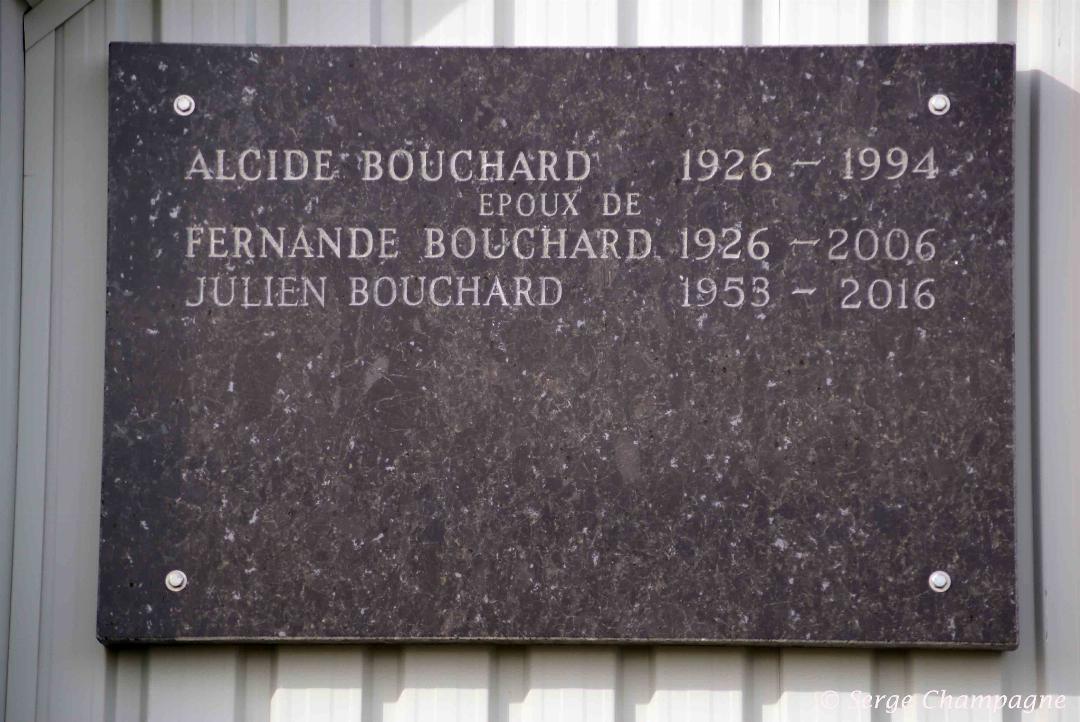 ALCIDE BOUCHARD 1926 - 1994
EPOUX DE
FERNANDE BOUCHARD 1926 - 2006
JULIEN BOUCHARD 1953 - 2016
© Serge Champagne